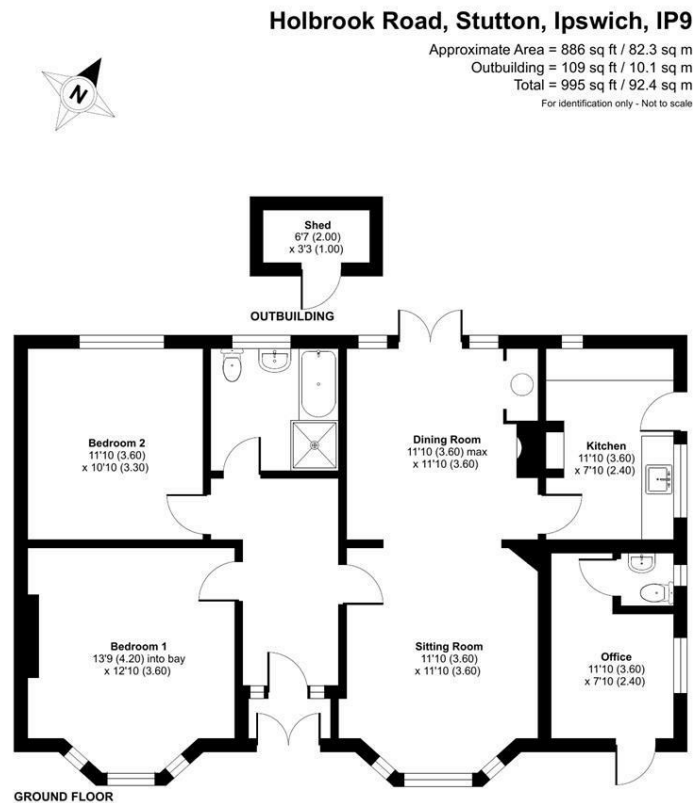 Holbrook Road, Stutton, Ipswich, IP9
Approximate Area = 886 sq ft / 82.3 sq m
Outbuilding = 109 sq ft / 10.1 sq m
Total = 995 sq ft / 92.4 sq m
For identification only - Not to scale
N
Shed
6'7 (2.00)
x 3'3 (1.00)
OUTBUILDING
Bedroom 2
11'10 (3.60)
x 10'10 (3.30)
Dining Room
11'10 (3.60) max
x 11'10 (3.60)
Kitchen
11'10 (3.60)
x 7'10 (2.40)
Bedroom 1
13'9 (4.20) into bay
x 12'10 (3.60)
Sitting Room
11'10 (3.60)
x 11'10 (3.60)
Office
11'10 (3.60)
x 7'10 (2.40)
GROUND FLOOR